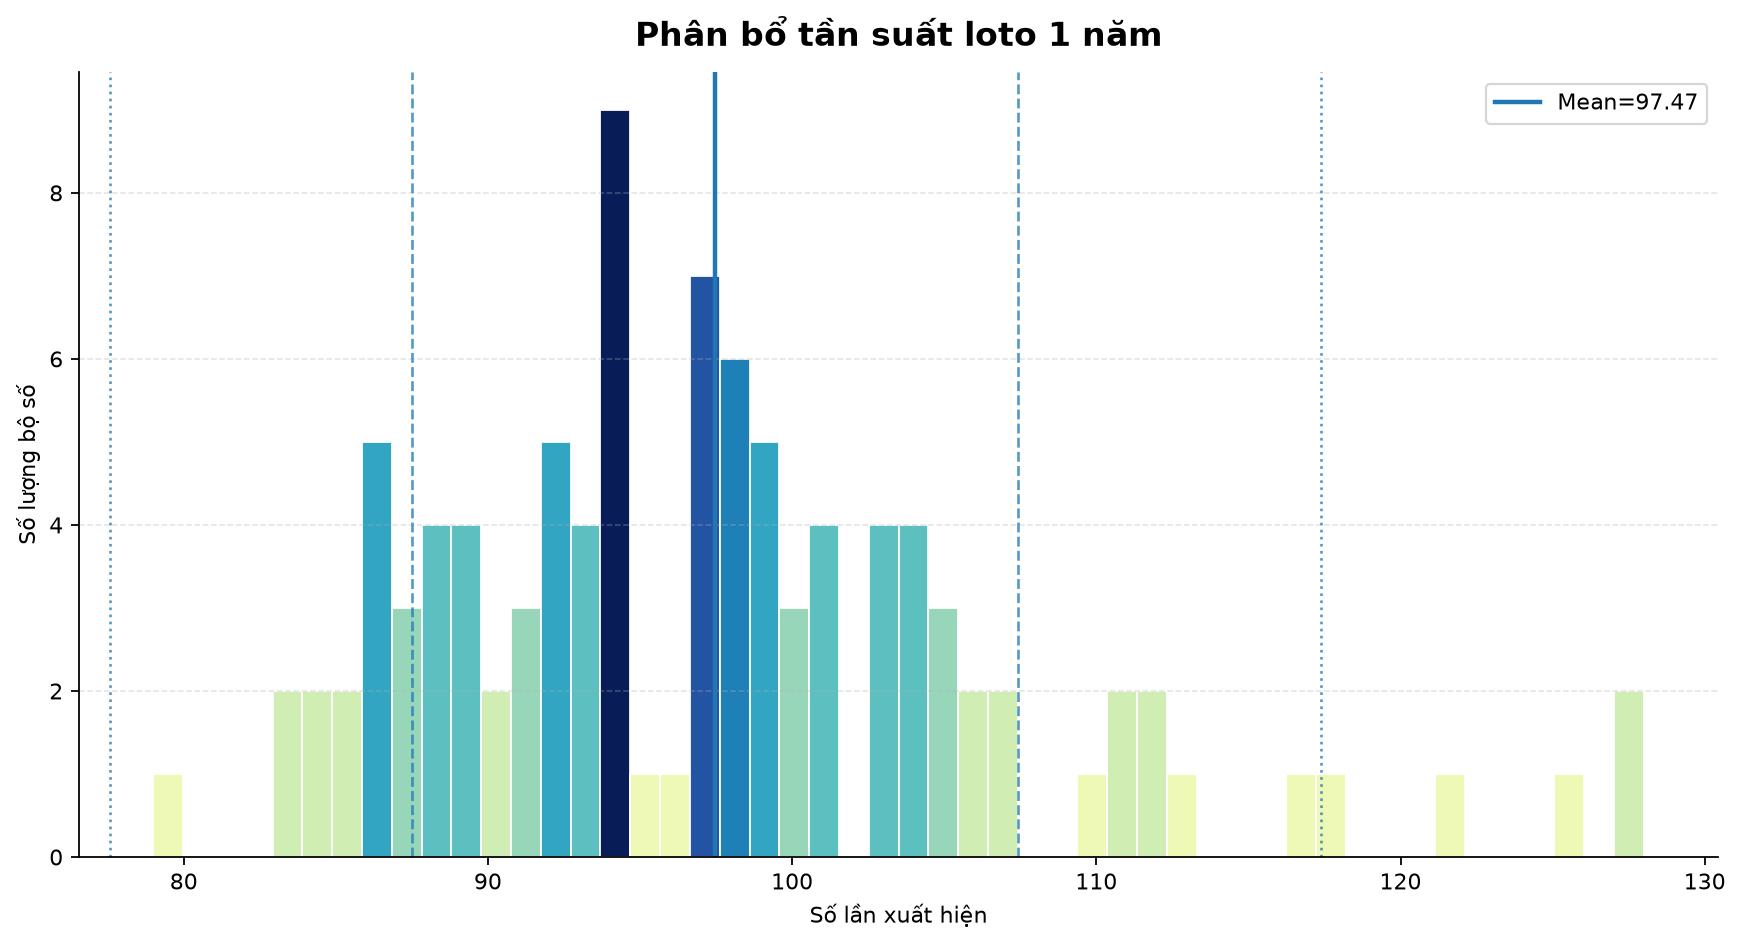 Phân bổ tần suất loto 1 năm
Mean=97.47
Số lượng bộ số
8
6
4
2
0
80 90 100 110 120 130
Số lần xuất hiện